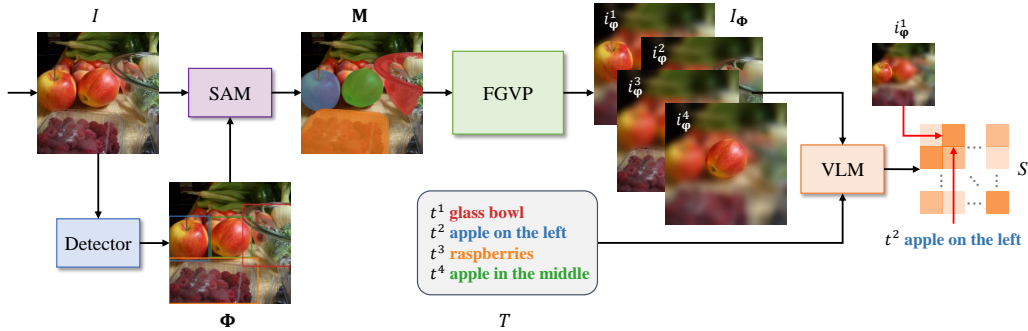 I
M
I_Φ
i_φ^1
i_φ^2
i_φ^3
i_φ^4
i_φ^1
SAM
FGVP
VLM
S
Detector
Φ
t^1 glass bowl
t^2 apple on the left
t^3 raspberries
t^4 apple in the middle
T
t^2 apple on the left